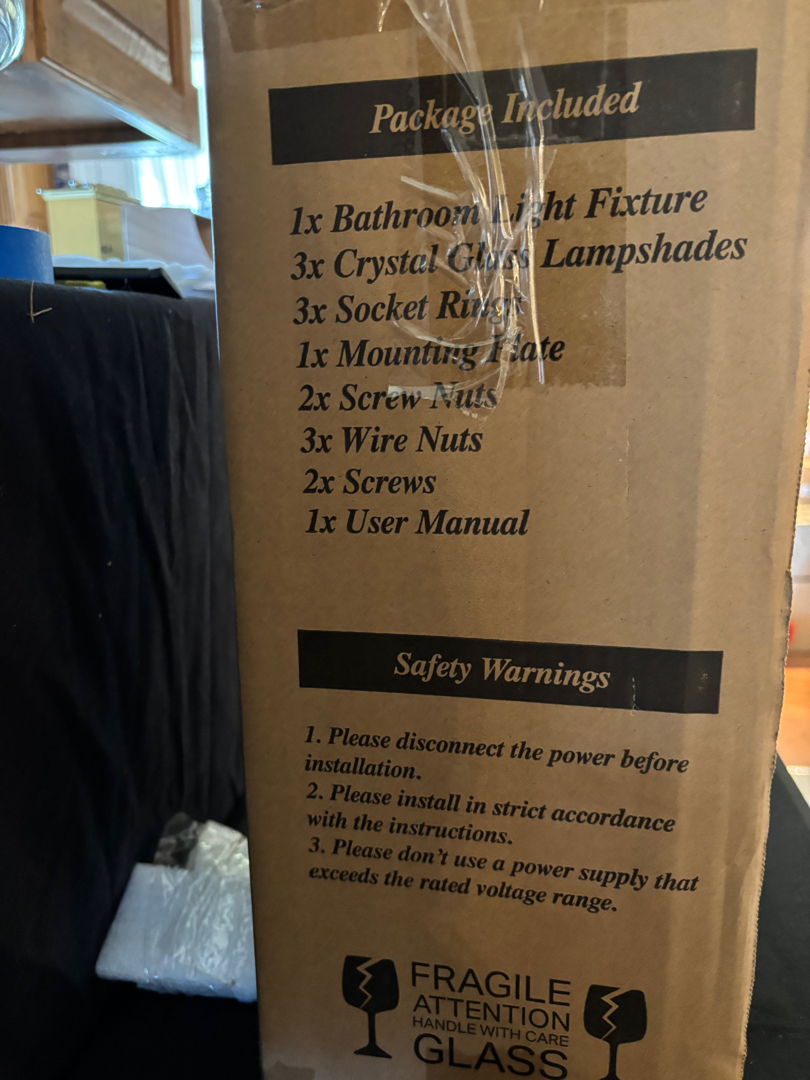 Package Included
1x Bathroom Light Fixture
3x Crystal Glass Lampshades
3x Socket Rings
1x Mounting Plate
2x Screw Nuts
3x Wire Nuts
2x Screws
1x User Manual
Safety Warnings
1. Please disconnect the power before
installation.
2. Please install in strict accordance
with the instructions.
3. Please don't use a power supply that
exceeds the rated voltage range.
FRAGILE
ATTENTION
HANDLE WITH CARE
GLASS